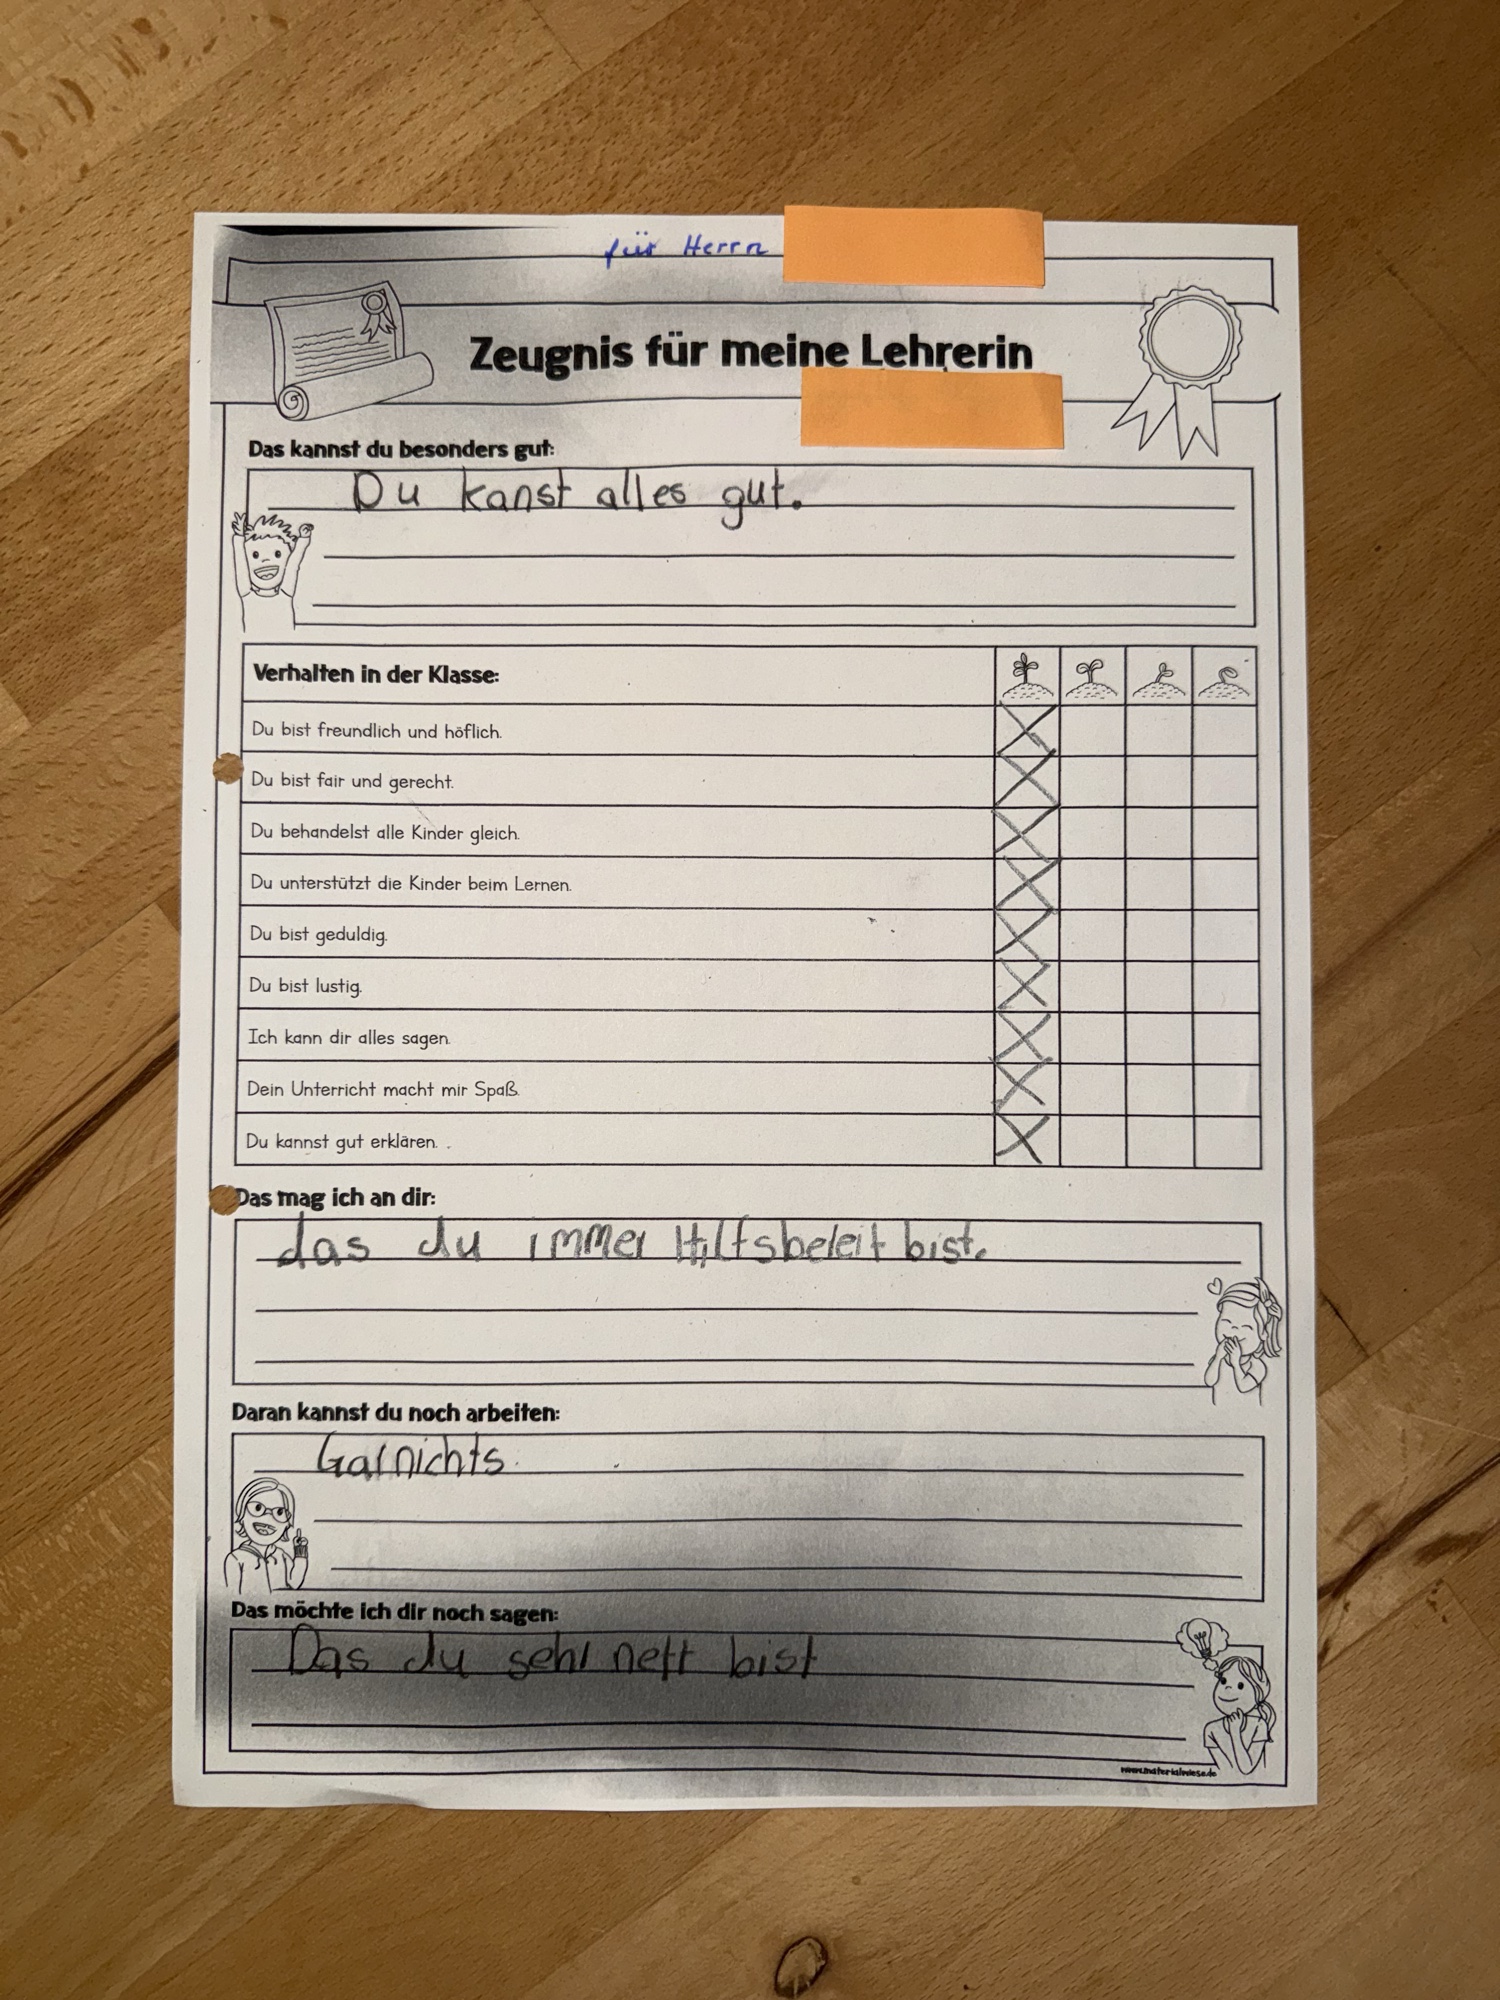 für Herrn
Zeugnis für meine Lehrerin
Das kannst du besonders gut:
Du kanst alles gut.
Verhalten in der Klasse:
Du bist freundlich und höflich.
Du bist fair und gerecht.
Du behandelst alle Kinder gleich.
Du unterstützt die Kinder beim Lernen.
Du bist geduldig.
Du bist lustig.
Ich kann dir alles sagen.
Dein Unterricht macht mir Spaß.
Du kannst gut erklären.
Das mag ich an dir:
das du immer Hilfsbereit bist.
Daran kannst du noch arbeiten:
Garnichts.
Das möchte ich dir noch sagen:
Das du sehr nett bist
www.materialwiese.de